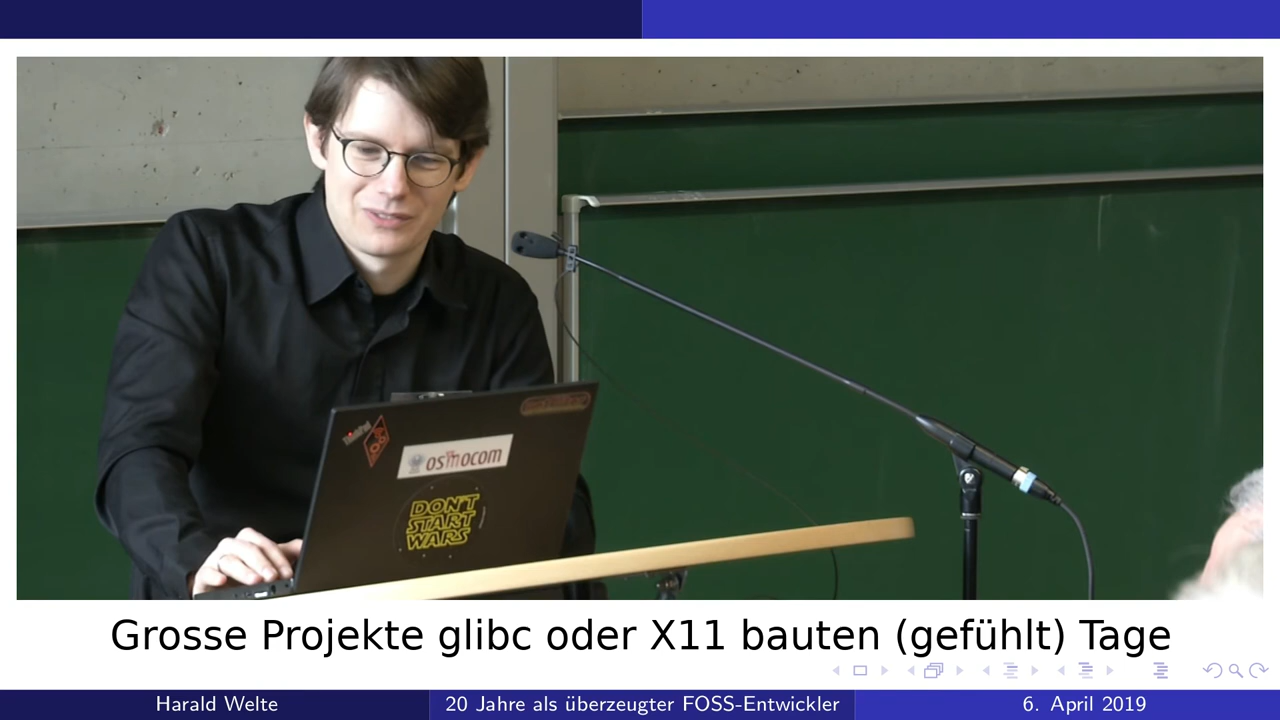 ThinkPad
osmocom
DON'T
START
WARS
Grosse Projekte glibc oder X11 bauten (gefühlt) Tage
Harald Welte
20 Jahre als überzeugter FOSS-Entwickler
6. April 2019